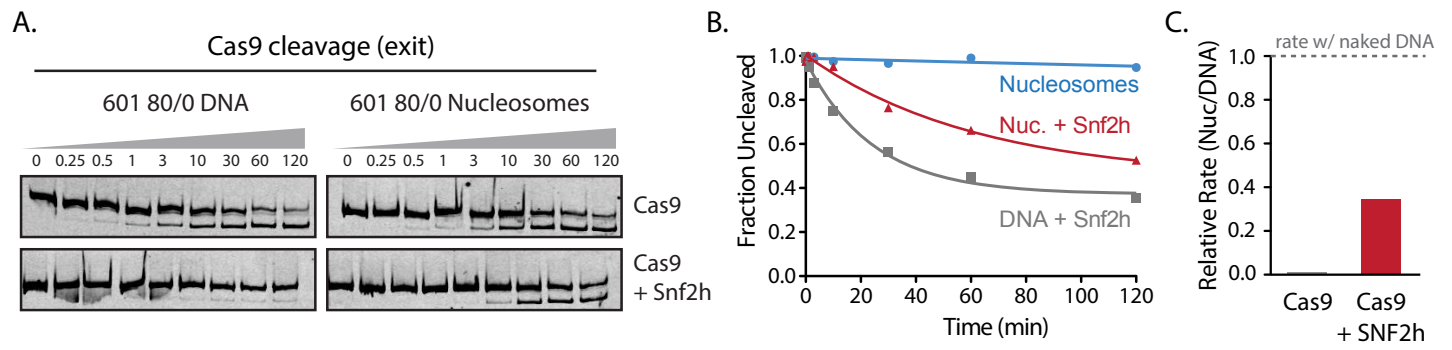 A.
Cas9 cleavage (exit)
601 80/0 DNA
601 80/0 Nucleosomes
0 0.25 0.5 1 3 10 30 60 120
0 0.25 0.5 1 3 10 30 60 120
Cas9
Cas9
+ Snf2h
B.
Fraction Uncleaved
1.0
0.8
0.6
0.4
0.2
0.0
Nucleosomes
Nuc. + Snf2h
DNA + Snf2h
0 20 40 60 80 100 120
Time (min)
C.
Relative Rate (Nuc/DNA)
rate w/ naked DNA
1.0
0.8
0.6
0.4
0.2
0.0
Cas9
Cas9
+ SNF2h